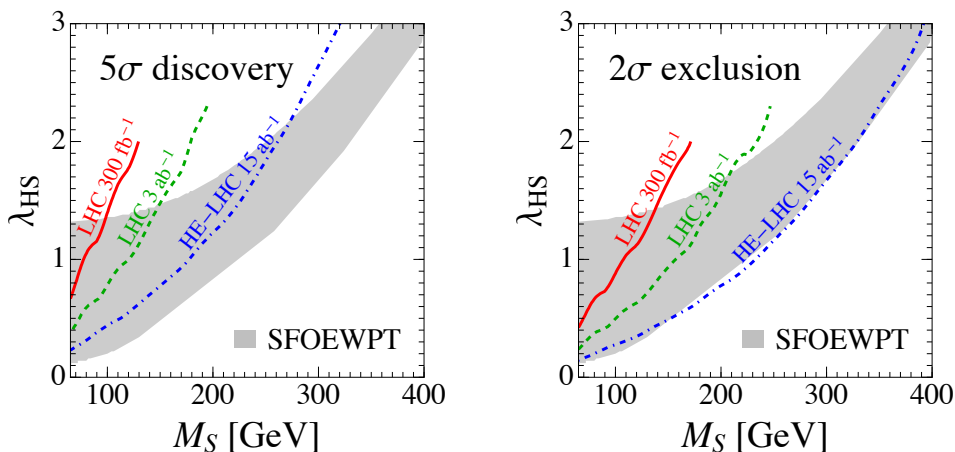 5σ discovery
LHC 300 fb⁻¹
LHC 3 ab⁻¹
HE−LHC 15 ab⁻¹
SFOEWPT
λHS
3
2
1
0
100
200
300
400
MS [GeV]
2σ exclusion
LHC 300 fb⁻¹
LHC 3 ab⁻¹
HE−LHC 15 ab⁻¹
SFOEWPT
λHS
3
2
1
0
100
200
300
400
MS [GeV]